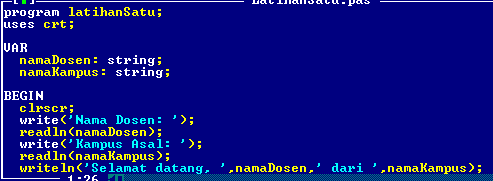 LatihanSatu.pas
program latihanSatu;
uses crt;
VAR
namaDosen: string;
namaKampus: string;
BEGIN
clrscr;
write('Nama Dosen: ');
readln(namaDosen);
write('Kampus Asal: ');
readln(namaKampus);
writeln('Selamat datang, ',namaDosen,' dari ',namaKampus);
1:26